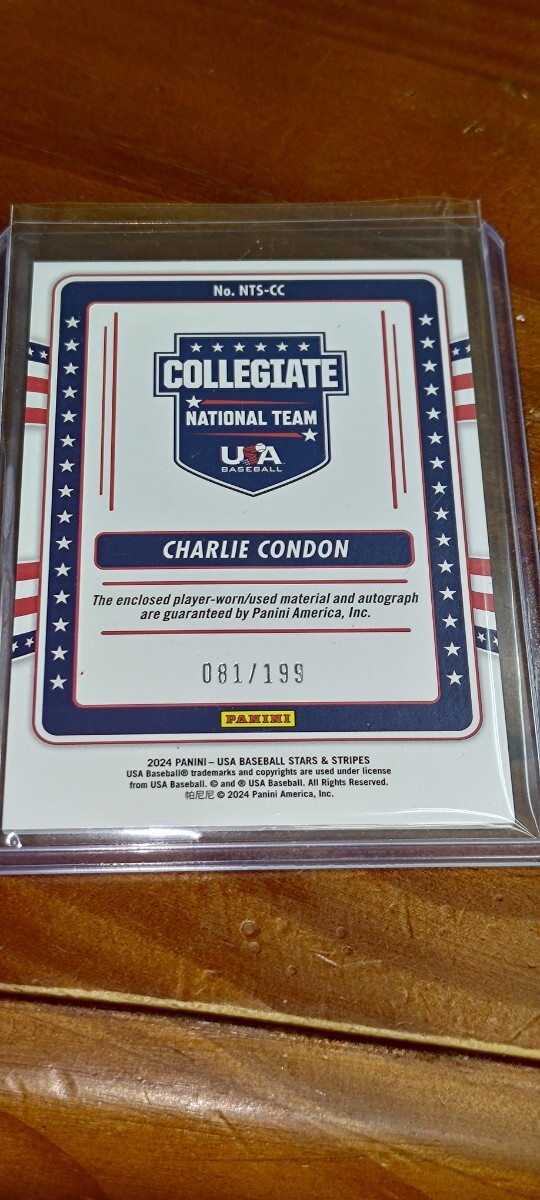 No. NTS-CC
COLLEGIATE
NATIONAL TEAM
USA
BASEBALL
CHARLIE CONDON
The enclosed player-worn/used material and autograph
are guaranteed by Panini America, Inc.
081/199
PANINI
2024 PANINI – USA BASEBALL STARS & STRIPES
USA Baseball® trademarks and copyrights are used under license
from USA Baseball. © and ® USA Baseball. All Rights Reserved.
帕尼尼 © 2024 Panini America, Inc.